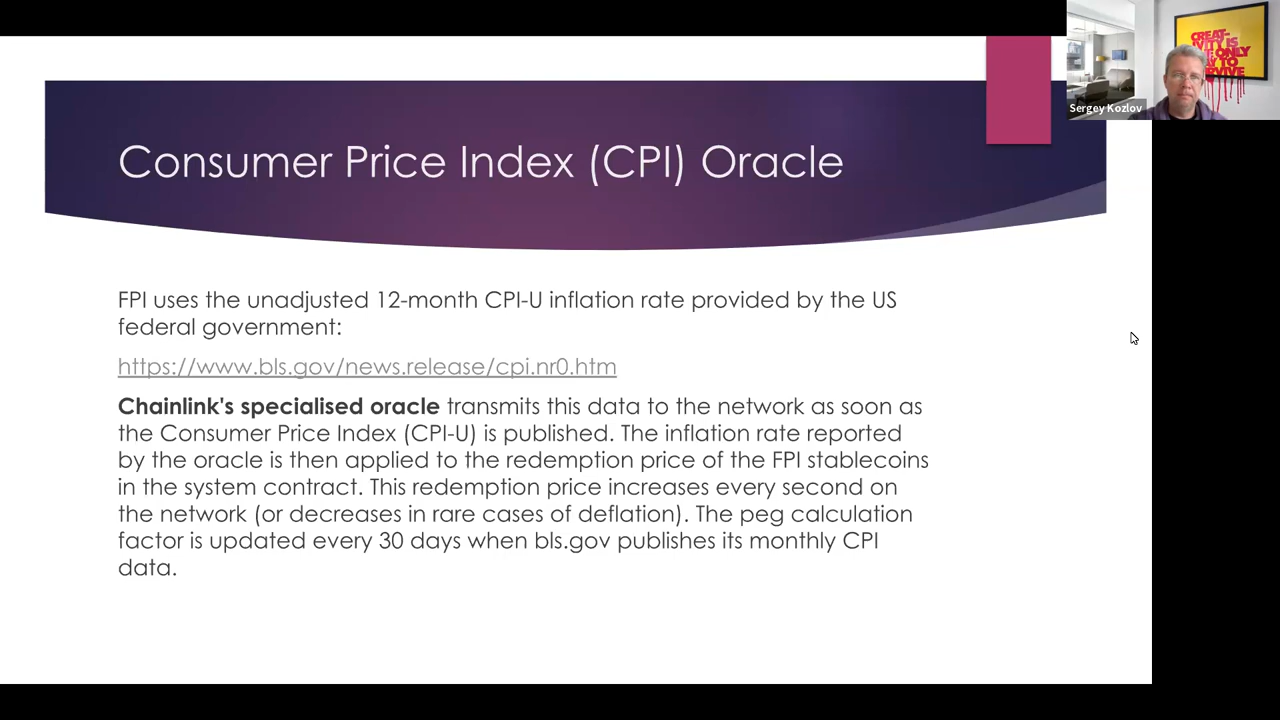 CREAT-
IVITY IS
THE ONLY
WAY TO
SURVIVE
Sergey Kozlov
Consumer Price Index (CPI) Oracle
FPI uses the unadjusted 12-month CPI-U inflation rate provided by the US
federal government:
https://www.bls.gov/news.release/cpi.nr0.htm
Chainlink's specialised oracle transmits this data to the network as soon as
the Consumer Price Index (CPI-U) is published. The inflation rate reported
by the oracle is then applied to the redemption price of the FPI stablecoins
in the system contract. This redemption price increases every second on
the network (or decreases in rare cases of deflation). The peg calculation
factor is updated every 30 days when bls.gov publishes its monthly CPI
data.